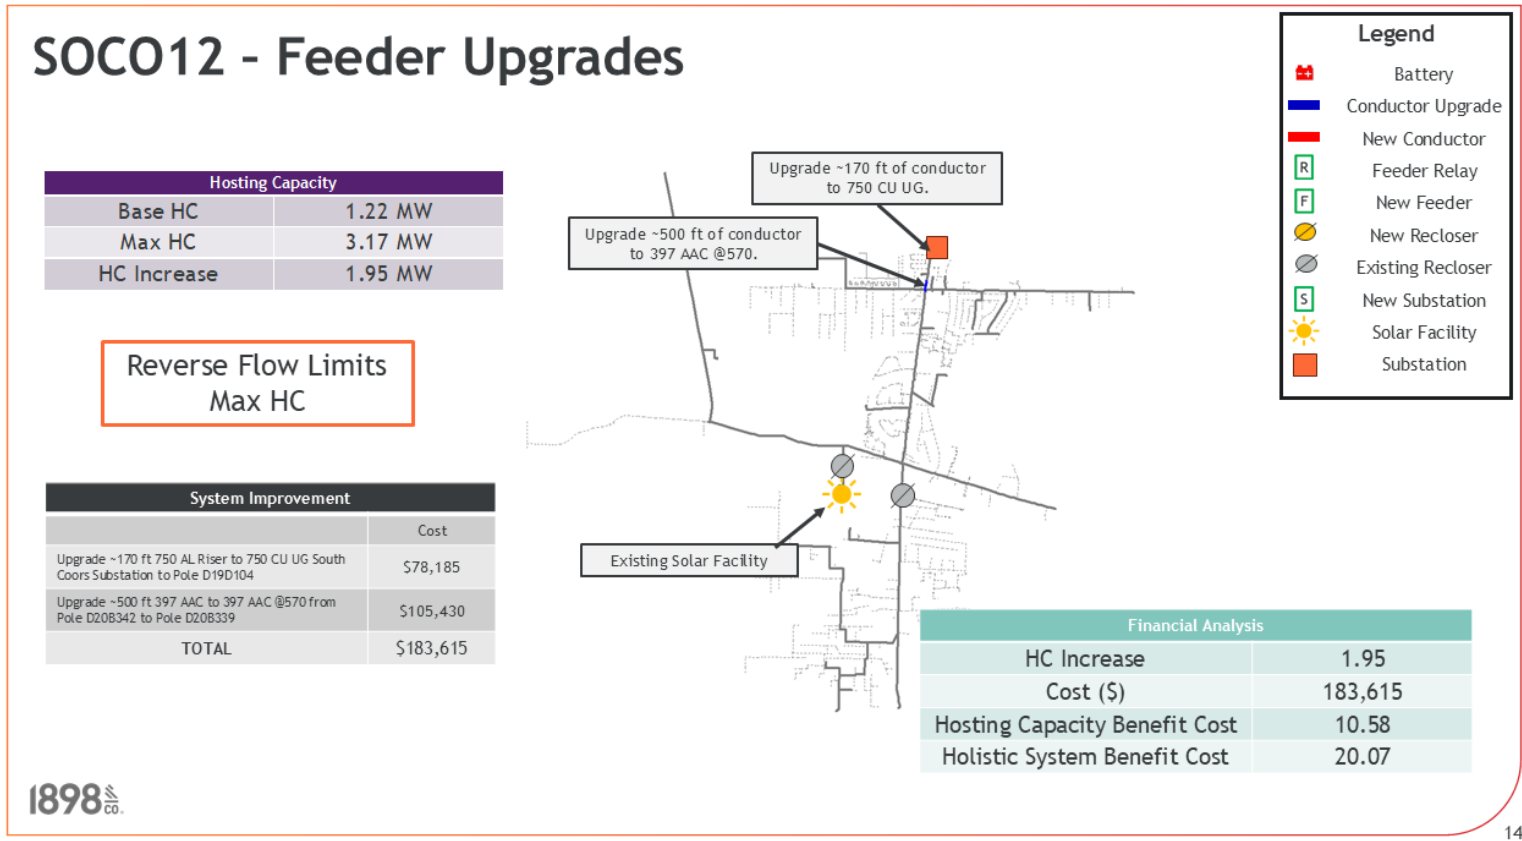 SOCO12 – Feeder Upgrades
Hosting Capacity
Base HC 1.22 MW
Max HC 3.17 MW
HC Increase 1.95 MW
Reverse Flow Limits
Max HC
System Improvement
Cost
Upgrade ~170 ft 750 AL Riser to 750 CU UG South
Coors Substation to Pole D19D104
$78,185
Upgrade ~500 ft 397 AAC to 397 AAC @570 from
Pole D20B342 to Pole D20B339
$105,430
TOTAL $183,615
Upgrade ~170 ft of conductor
to 750 CU UG.
Upgrade ~500 ft of conductor
to 397 AAC @570.
Existing Solar Facility
Legend
Battery
Conductor Upgrade
New Conductor
R Feeder Relay
F New Feeder
New Recloser
Existing Recloser
S New Substation
Solar Facility
Substation
Financial Analysis
HC Increase 1.95
Cost ($) 183,615
Hosting Capacity Benefit Cost 10.58
Holistic System Benefit Cost 20.07
1898 & CO.
14